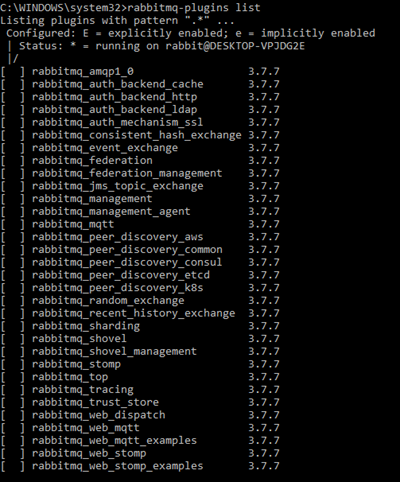 C:\WINDOWS\system32>rabbitmq-plugins list
Listing plugins with pattern ".*" ...
 Configured: E = explicitly enabled; e = implicitly enabled
 | Status: * = running on rabbit@DESKTOP-VPJDG2E
 |/
[  ] rabbitmq_amqp1_0                  3.7.7
[  ] rabbitmq_auth_backend_cache       3.7.7
[  ] rabbitmq_auth_backend_http        3.7.7
[  ] rabbitmq_auth_backend_ldap        3.7.7
[  ] rabbitmq_auth_mechanism_ssl       3.7.7
[  ] rabbitmq_consistent_hash_exchange 3.7.7
[  ] rabbitmq_event_exchange           3.7.7
[  ] rabbitmq_federation               3.7.7
[  ] rabbitmq_federation_management    3.7.7
[  ] rabbitmq_jms_topic_exchange       3.7.7
[  ] rabbitmq_management               3.7.7
[  ] rabbitmq_management_agent         3.7.7
[  ] rabbitmq_mqtt                     3.7.7
[  ] rabbitmq_peer_discovery_aws       3.7.7
[  ] rabbitmq_peer_discovery_common    3.7.7
[  ] rabbitmq_peer_discovery_consul    3.7.7
[  ] rabbitmq_peer_discovery_etcd      3.7.7
[  ] rabbitmq_peer_discovery_k8s       3.7.7
[  ] rabbitmq_random_exchange          3.7.7
[  ] rabbitmq_recent_history_exchange  3.7.7
[  ] rabbitmq_sharding                 3.7.7
[  ] rabbitmq_shovel                   3.7.7
[  ] rabbitmq_shovel_management        3.7.7
[  ] rabbitmq_stomp                    3.7.7
[  ] rabbitmq_top                      3.7.7
[  ] rabbitmq_tracing                  3.7.7
[  ] rabbitmq_trust_store              3.7.7
[  ] rabbitmq_web_dispatch             3.7.7
[  ] rabbitmq_web_mqtt                 3.7.7
[  ] rabbitmq_web_mqtt_examples        3.7.7
[  ] rabbitmq_web_stomp                3.7.7
[  ] rabbitmq_web_stomp_examples       3.7.7